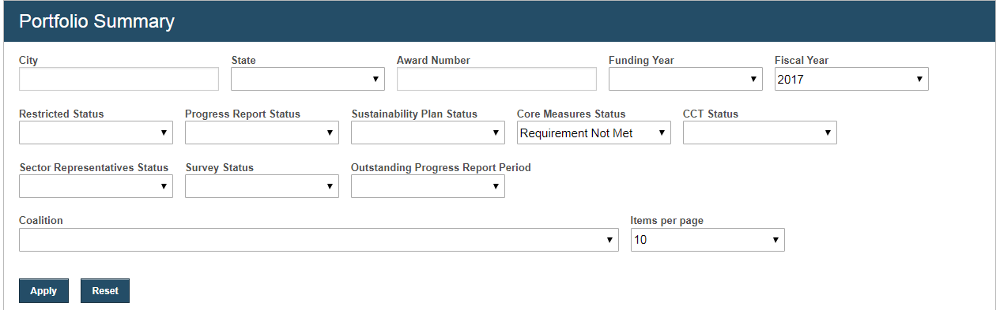 Portfolio Summary
City State Award Number Funding Year Fiscal Year
2017
Restricted Status Progress Report Status Sustainability Plan Status Core Measures Status CCT Status
Requirement Not Met
Sector Representatives Status Survey Status Outstanding Progress Report Period
Coalition Items per page
10
Apply Reset